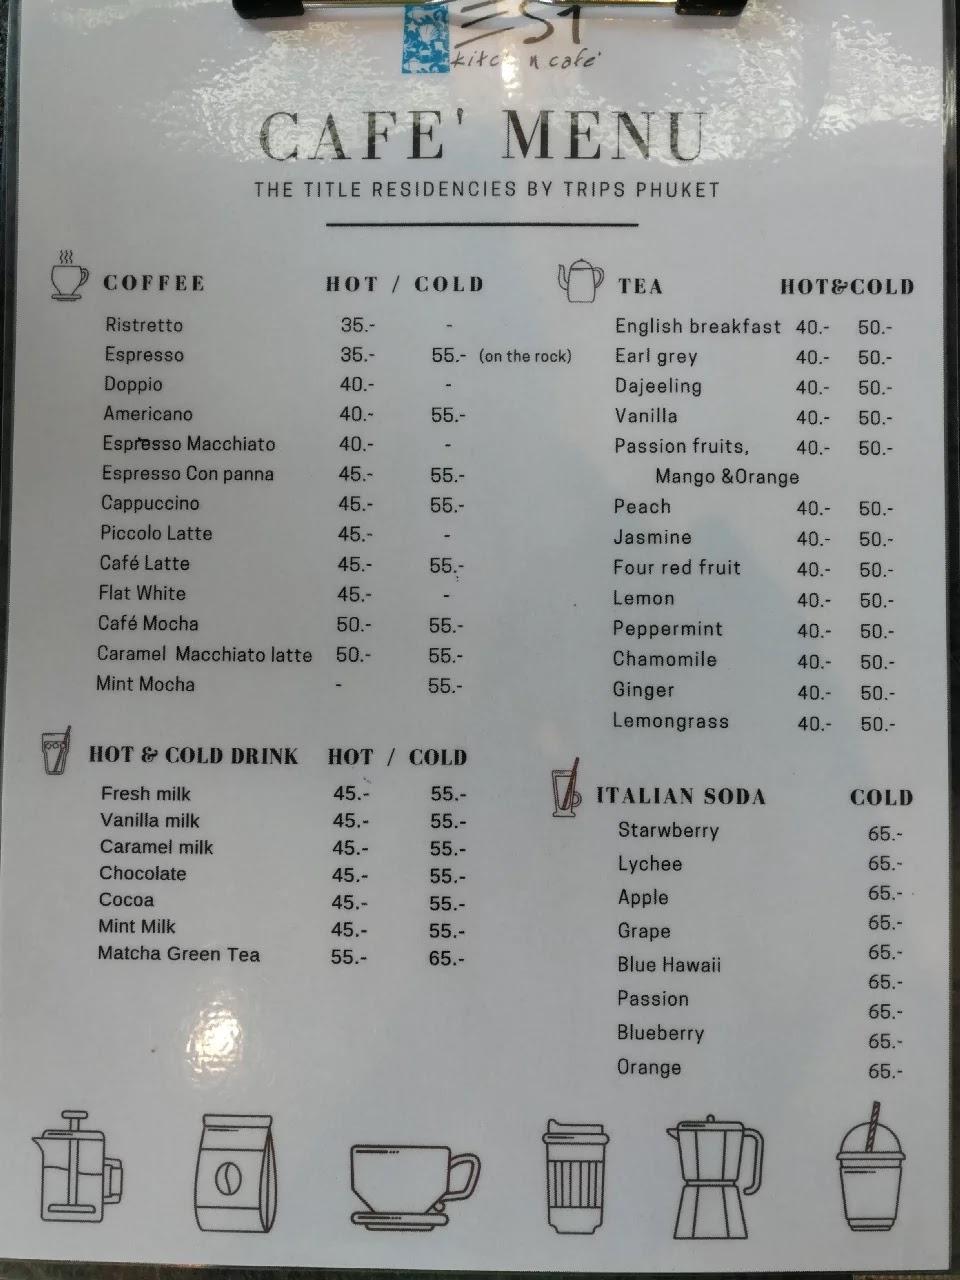 kitc n café
CAFE' MENU
THE TITLE RESIDENCIES BY TRIPS PHUKET
COFFEE HOT / COLD
Ristretto 35.- -
Espresso 35.- 55.- (on the rock)
Doppio 40.- -
Americano 40.- 55.-
Espresso Macchiato 40.- -
Espresso Con panna 45.- 55.-
Cappuccino 45.- 55.-
Piccolo Latte 45.- -
Café Latte 45.- 55.-
Flat White 45.- -
Café Mocha 50.- 55.-
Caramel Macchiato latte 50.- 55.-
Mint Mocha - 55.-
HOT & COLD DRINK HOT / COLD
Fresh milk 45.- 55.-
Vanilla milk 45.- 55.-
Caramel milk 45.- 55.-
Chocolate 45.- 55.-
Cocoa 45.- 55.-
Mint Milk 45.- 55.-
Matcha Green Tea 55.- 65.-
TEA HOT&COLD
English breakfast 40.- 50.-
Earl grey 40.- 50.-
Dajeeling 40.- 50.-
Vanilla 40.- 50.-
Passion fruits, 40.- 50.-
Mango &Orange
Peach 40.- 50.-
Jasmine 40.- 50.-
Four red fruit 40.- 50.-
Lemon 40.- 50.-
Peppermint 40.- 50.-
Chamomile 40.- 50.-
Ginger 40.- 50.-
Lemongrass 40.- 50.-
ITALIAN SODA COLD
Starwberry 65.-
Lychee 65.-
Apple 65.-
Grape 65.-
65.-
Blue Hawaii 65.-
Passion 65.-
Blueberry 65.-
Orange 65.-